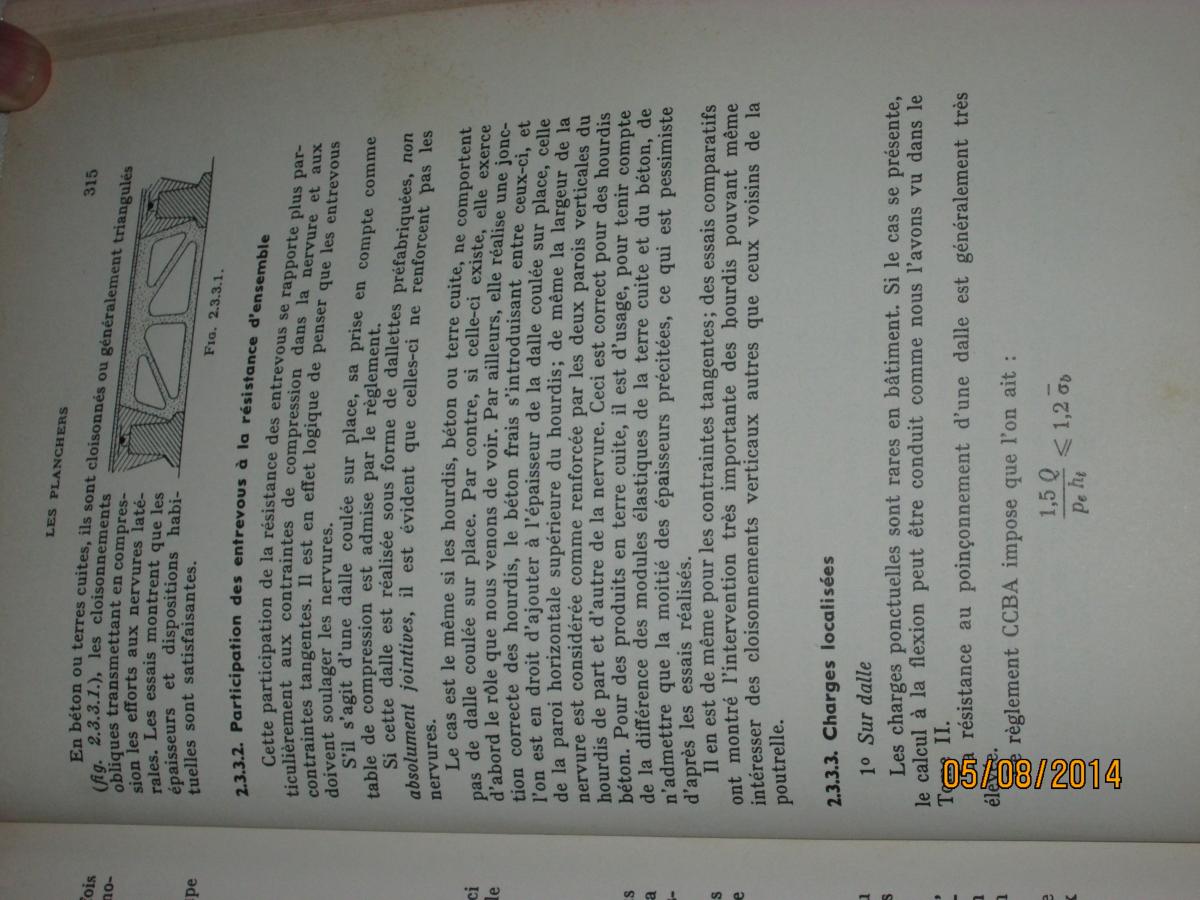 LES PLANCHERS
315
En béton ou terres cuites, ils sont cloisonnés ou généralement triangulés
(fig. 2.3.3.1.), les cloisonnements
obliques transmettant en compres-
sion les efforts aux nervures laté-
rales. Les essais montrent que les
épaisseurs et dispositions habi-
tuelles sont satisfaisantes.
FIG. 2.3.3.1.
2.3.3.2. Participation des entrevous à la résistance d'ensemble
Cette participation de la résistance des entrevous se rapporte plus par-
ticulièrement aux contraintes de compression dans la nervure et aux
contraintes tangentes. Il est en effet logique de penser que les entrevous
doivent soulager les nervures.
S'il s'agit d'une dalle coulée sur place, sa prise en compte comme
table de compression est admise par le règlement.
Si cette dalle est réalisée sous forme de dallettes préfabriquées, non
absolument jointives, il est évident que celles-ci ne renforcent pas les
nervures.
Le cas est le même si les hourdis, béton ou terre cuite, ne comportent
pas de dalle coulée sur place. Par contre, si celle-ci existe, elle exerce
d'abord le rôle que nous venons de voir. Par ailleurs, elle réalise une jonc-
tion correcte des hourdis, le béton frais s'introduisant entre ceux-ci, et
l'on est en droit d'ajouter à l'épaisseur de la dalle coulée sur place, celle
de la paroi horizontale supérieure du hourdis; de même la largeur de la
nervure est considérée comme renforcée par les deux parois verticales du
hourdis de part et d'autre de la nervure. Ceci est correct pour des hourdis
béton. Pour des produits en terre cuite, il est d'usage, pour tenir compte
de la différence des modules élastiques de la terre cuite et du béton, de
n'admettre que la moitié des épaisseurs précitées, ce qui est pessimiste
d'après les essais réalisés.
Il en est de même pour les contraintes tangentes; des essais comparatifs
ont montré l'intervention très importante des hourdis pouvant même
intéresser des cloisonnements verticaux autres que ceux voisins de la
poutrelle.
2.3.3.3. Charges localisées
1º Sur dalle
Les charges ponctuelles sont rares en bâtiment. Si le cas se présente,
le calcul à la flexion peut être conduit comme nous l'avons vu dans le
II.
résistance au poinçonnement d'une dalle est généralement très
règlement CCBA impose que l'on ait :
1,5 Q / pₑ hₜ ⩽ 1,2 σ̅b
05/08/2014